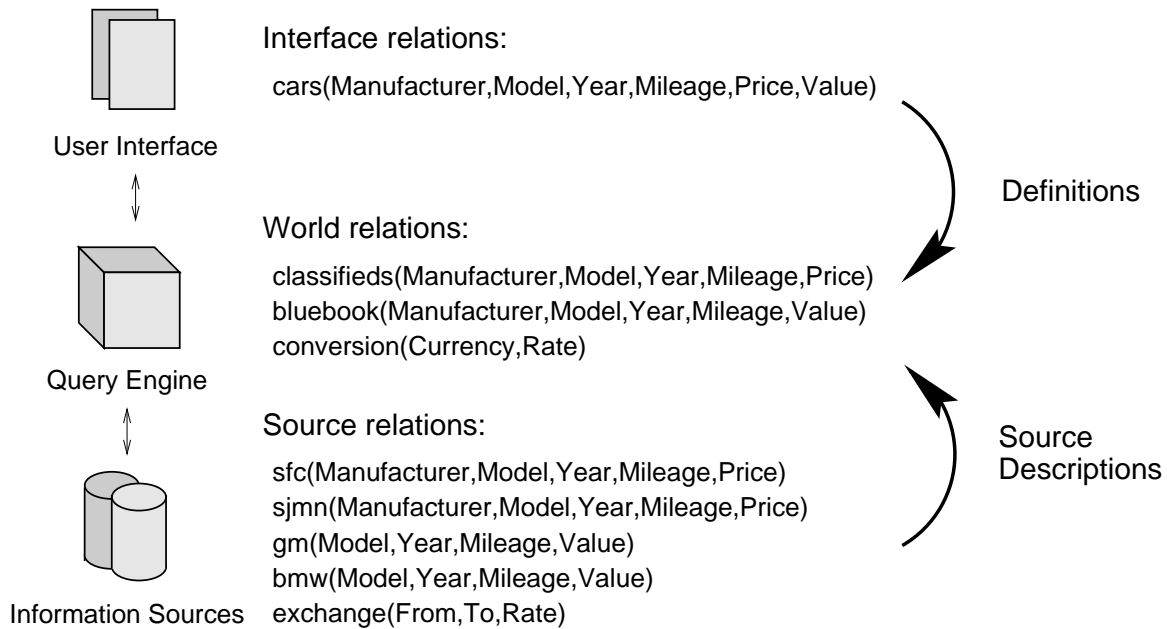 Interface relations:
cars(Manufacturer,Model,Year,Mileage,Price,Value)
User Interface
Definitions
World relations:
classifieds(Manufacturer,Model,Year,Mileage,Price)
bluebook(Manufacturer,Model,Year,Mileage,Value)
conversion(Currency,Rate)
Query Engine
Source relations:
Source
Descriptions
sfc(Manufacturer,Model,Year,Mileage,Price)
sjmn(Manufacturer,Model,Year,Mileage,Price)
gm(Model,Year,Mileage,Value)
bmw(Model,Year,Mileage,Value)
exchange(From,To,Rate)
Information Sources